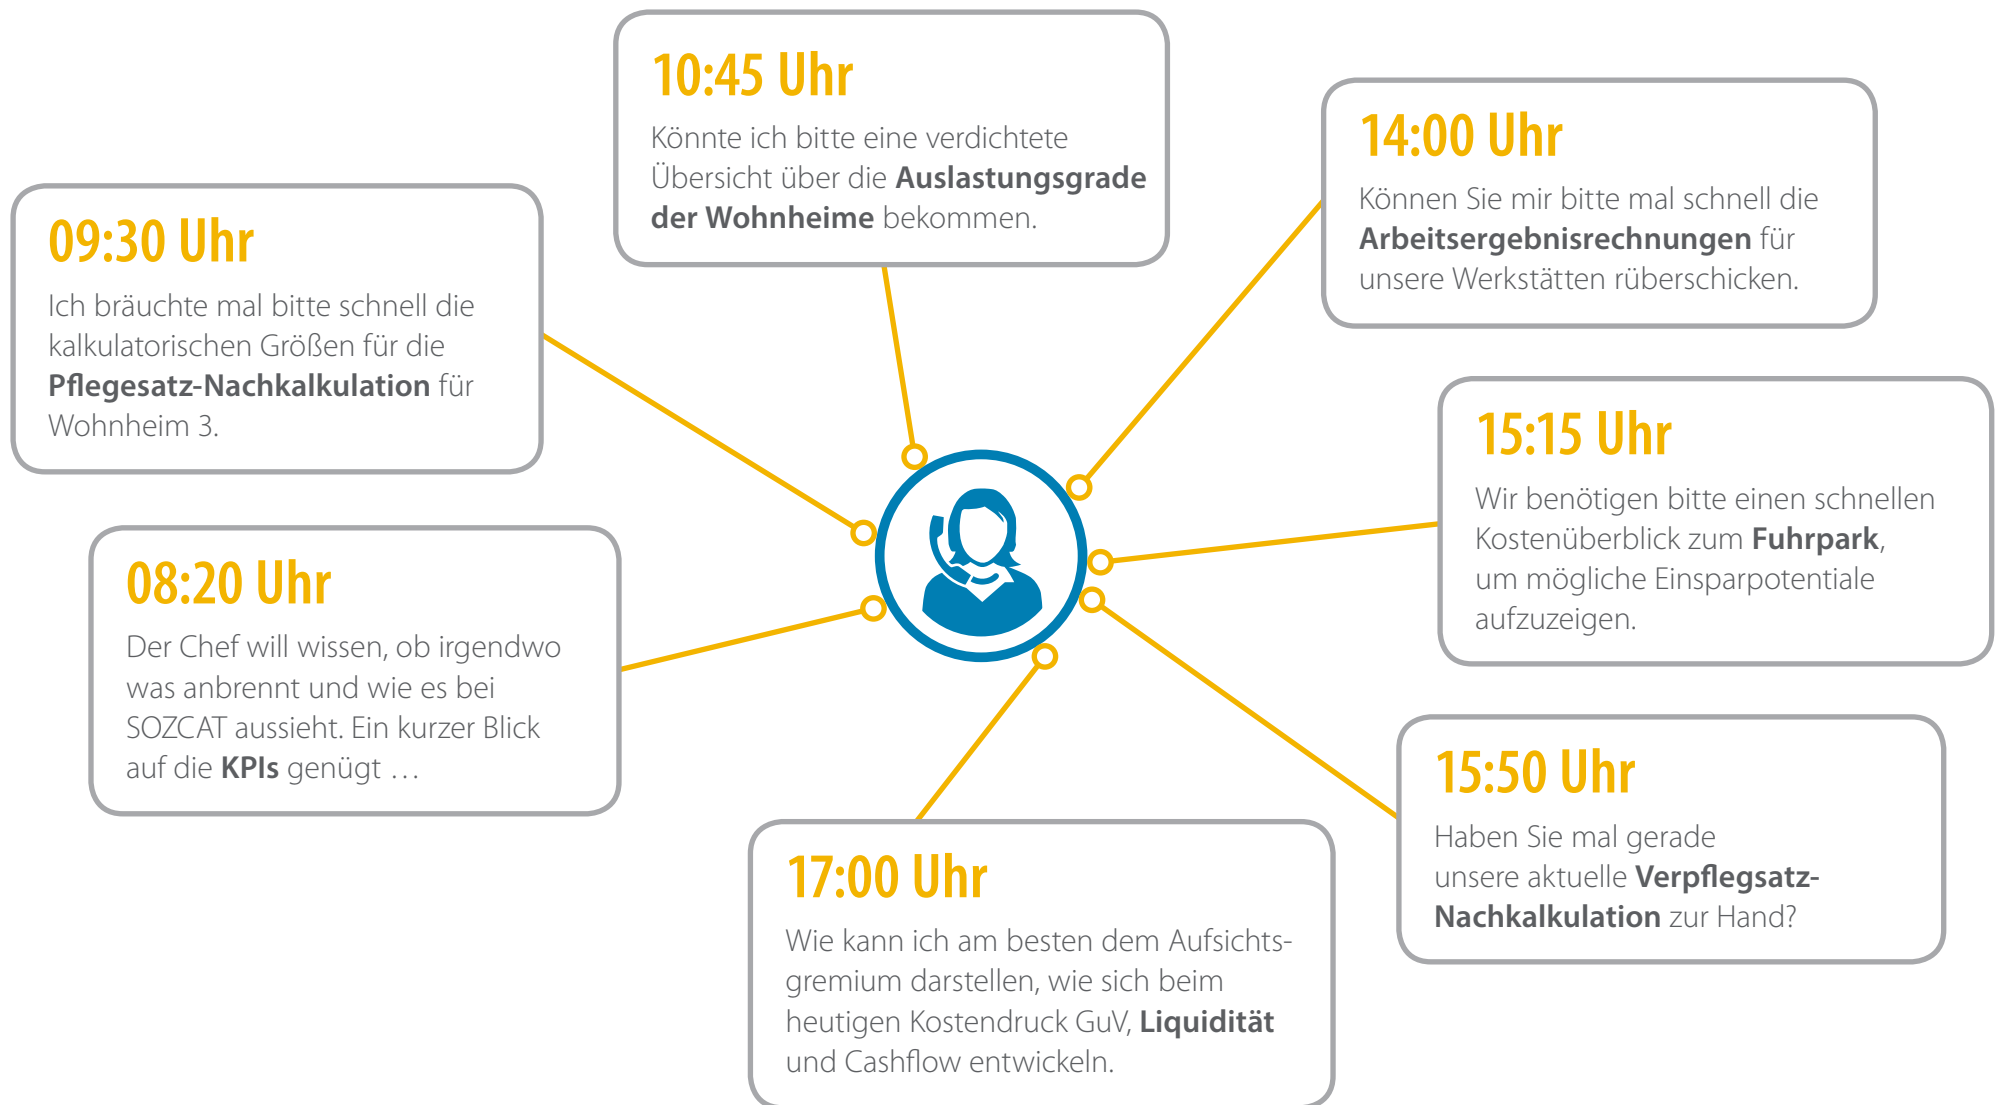 08:20 Uhr
Der Chef will wissen, ob irgendwo
was anbrennt und wie es bei
SOZCAT aussieht. Ein kurzer Blick
auf die KPIs genügt …
09:30 Uhr
Ich bräuchte mal bitte schnell die
kalkulatorischen Größen für die
Pflegesatz-Nachkalkulation für
Wohnheim 3.
10:45 Uhr
Könnte ich bitte eine verdichtete
Übersicht über die Auslastungsgrade
der Wohnheime bekommen.
14:00 Uhr
Können Sie mir bitte mal schnell die
Arbeitsergebnisrechnungen für
unsere Werkstätten rüberschicken.
15:15 Uhr
Wir benötigen bitte einen schnellen
Kostenüberblick zum Fuhrpark,
um mögliche Einsparpotentiale
aufzuzeigen.
15:50 Uhr
Haben Sie mal gerade
unsere aktuelle Verpflegsatz-
Nachkalkulation zur Hand?
17:00 Uhr
Wie kann ich am besten dem Aufsichts-
gremium darstellen, wie sich beim
heutigen Kostendruck GuV, Liquidität
und Cashflow entwickeln.